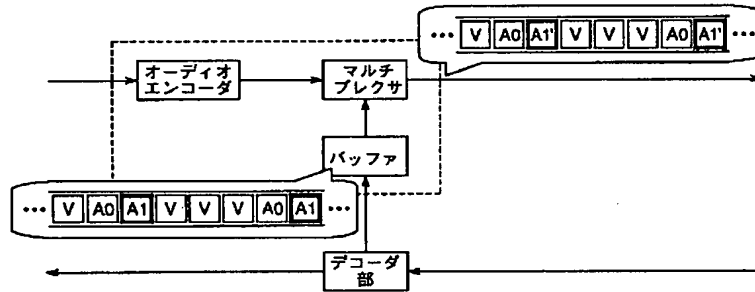 … V A0 A1' V V V A0 A1' …
オーディオ
エンコーダ
マルチ
プレクサ
バッファ
… V A0 A1 V V V A0 A1 …
デコーダ
部